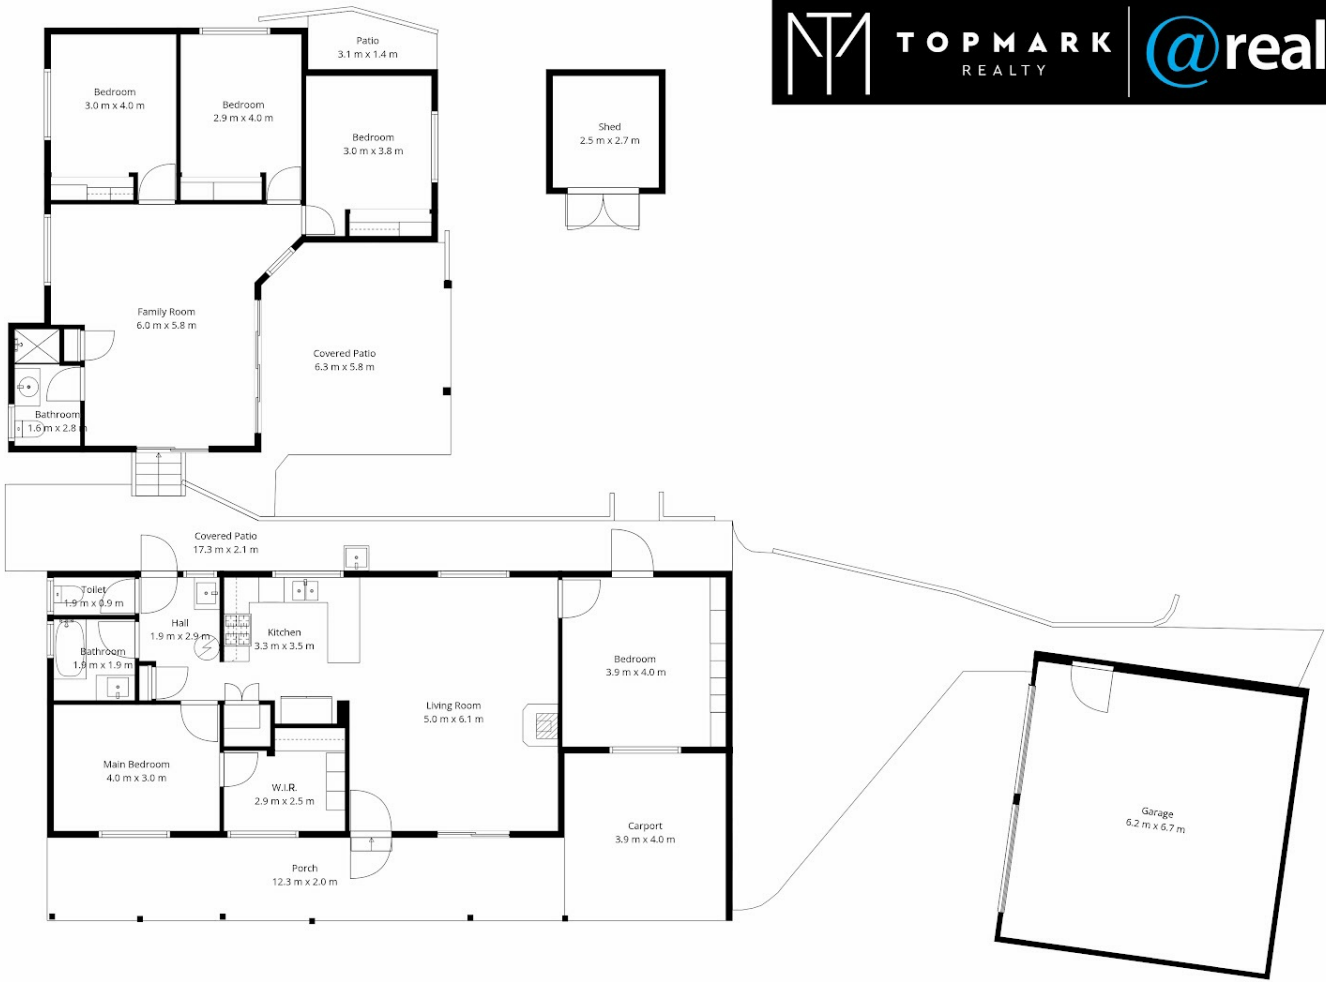 TM TOPMARK @real
REALTY
Patio
3.1 m x 1.4 m
Bedroom
3.0 m x 4.0 m
Bedroom
2.9 m x 4.0 m
Bedroom
3.0 m x 3.8 m
Shed
2.5 m x 2.7 m
Family Room
6.0 m x 5.8 m
Covered Patio
6.3 m x 5.8 m
Bathroom
1.6 m x 2.8 m
Covered Patio
17.3 m x 2.1 m
Toilet
1.9 m x 0.9 m
Hall
1.9 m x 2.9 m
Kitchen
3.3 m x 3.5 m
Bathroom
1.9 m x 1.9 m
Bedroom
3.9 m x 4.0 m
Living Room
5.0 m x 6.1 m
Main Bedroom
4.0 m x 3.0 m
W.I.R.
2.9 m x 2.5 m
Carport
3.9 m x 4.0 m
Garage
6.2 m x 6.7 m
Porch
12.3 m x 2.0 m